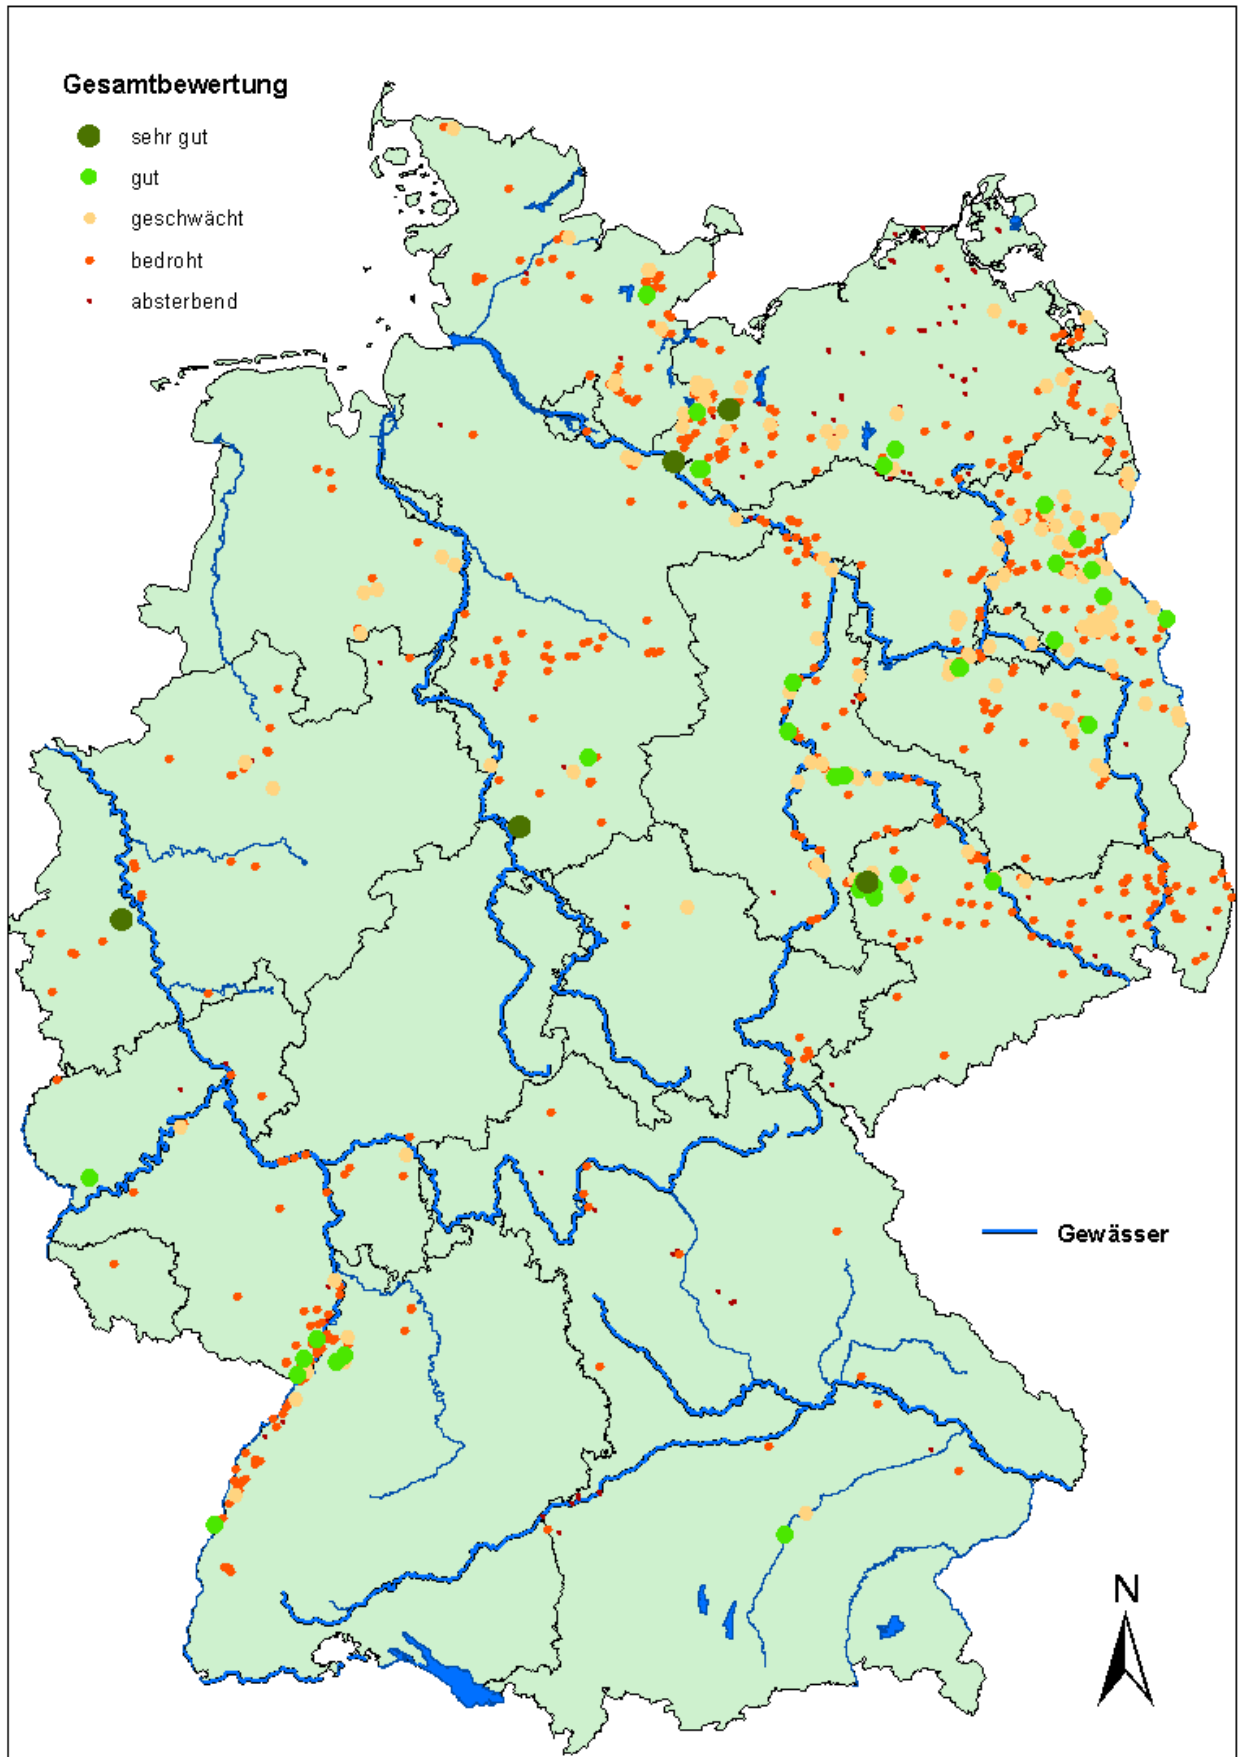 Gesamtbewertung
sehr gut
gut
geschwächt
bedroht
absterbend
Gewässer
N